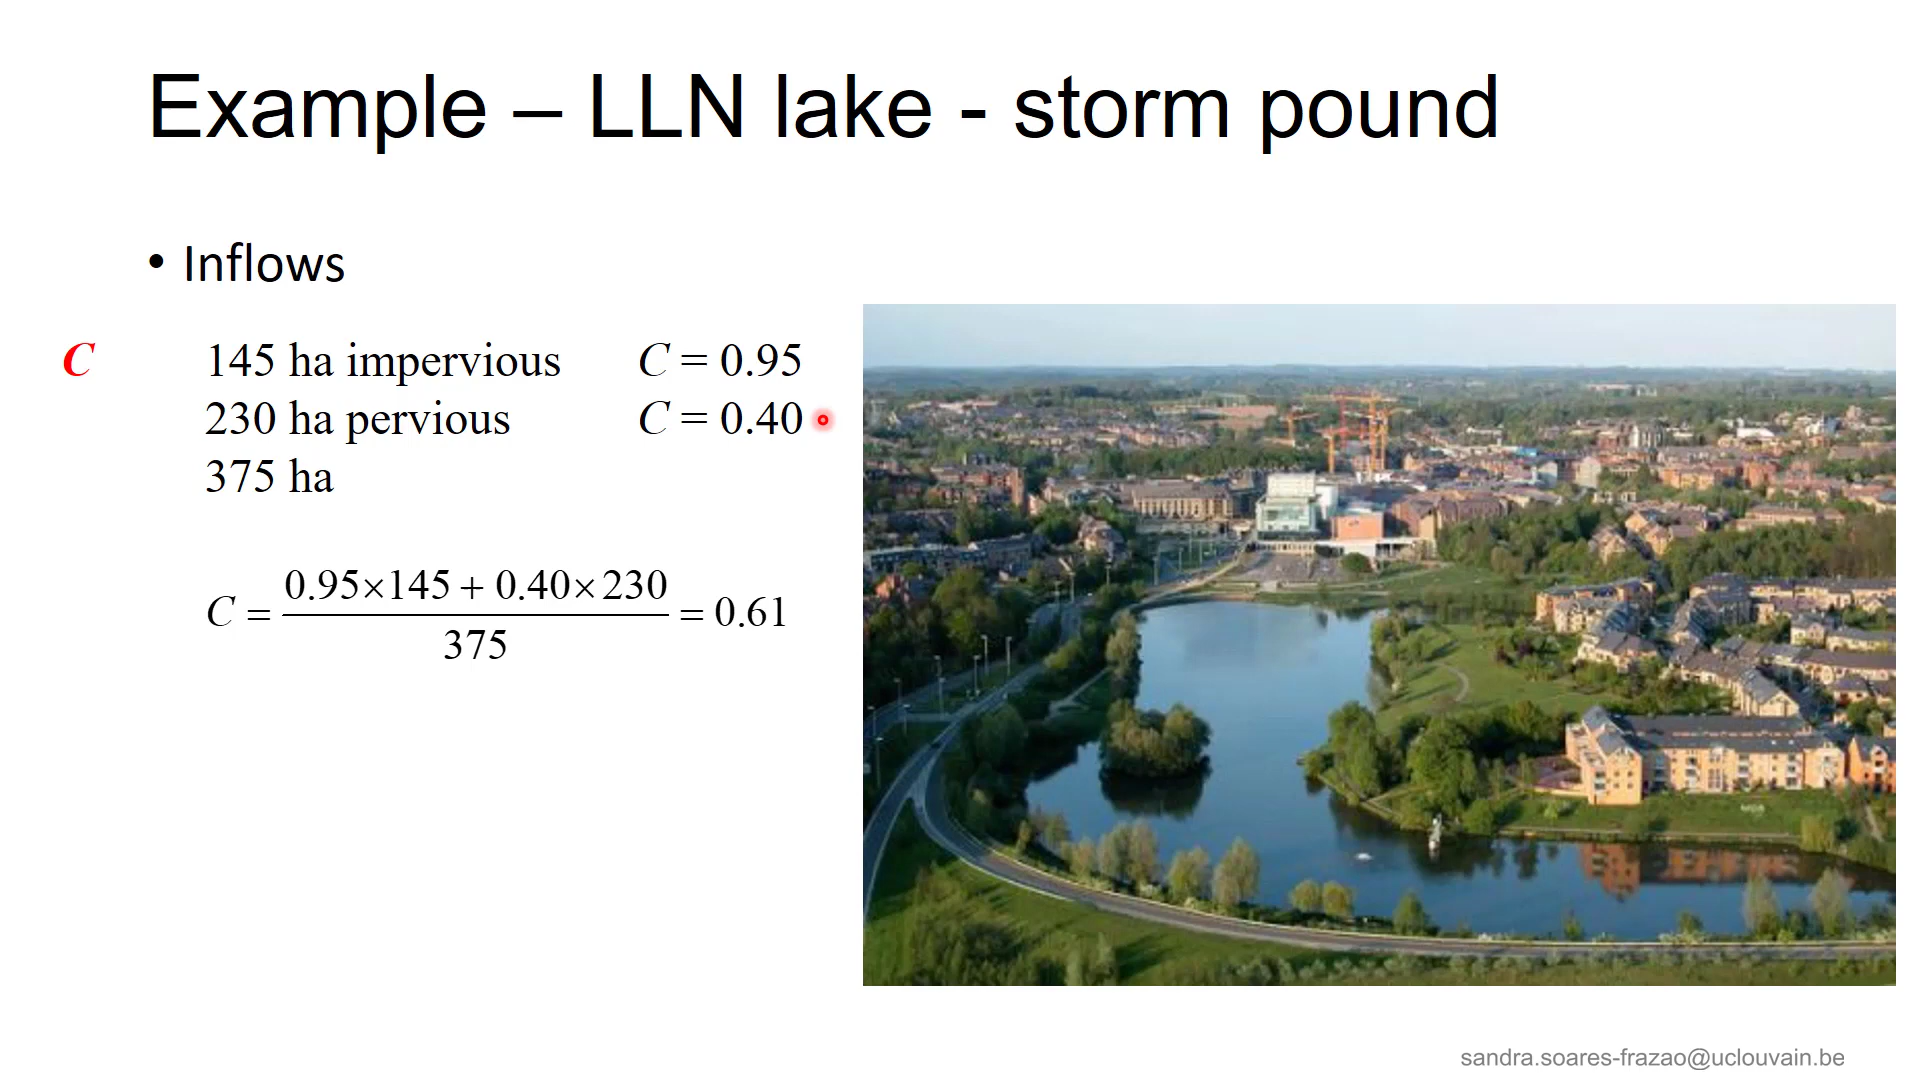 Example – LLN lake - storm pound
• Inflows
C 145 ha impervious C = 0.95
230 ha pervious C = 0.40
375 ha
C = (0.95×145 + 0.40×230) / 375 = 0.61
sandra.soares-frazao@uclouvain.be